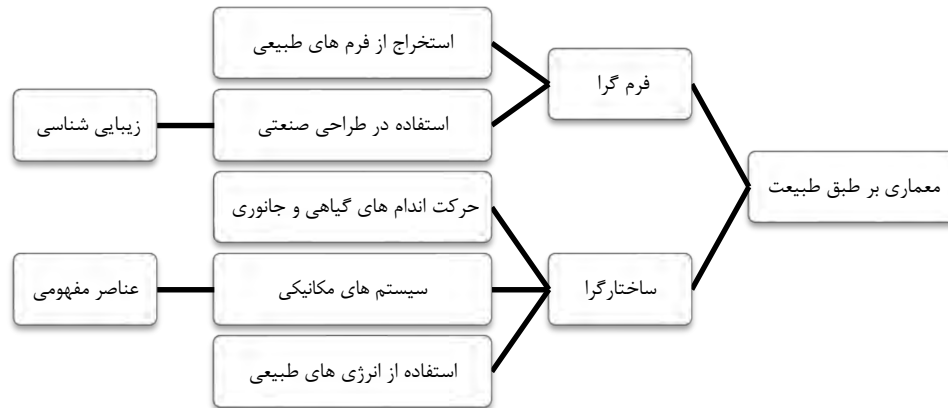 معماری بر طبق طبیعت
فرم گرا
استخراج از فرم های طبیعی
استفاده در طراحی صنعتی
زیبایی شناسی
ساختارگرا
حرکت اندام های گیاهی و جانوری
سیستم های مکانیکی
عناصر مفهومی
استفاده از انرژی های طبیعی